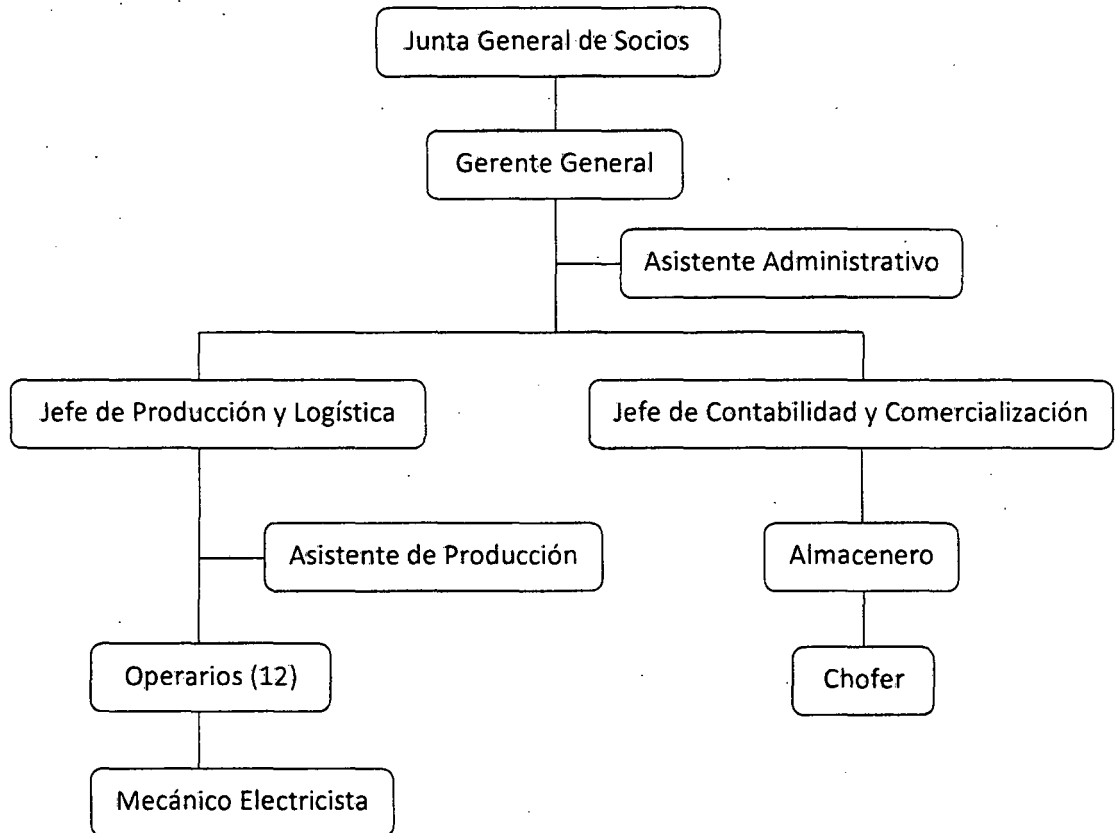 Junta General de Socios
Gerente General
Asistente Administrativo
Jefe de Producción y Logística
Jefe de Contabilidad y Comercialización
Asistente de Producción
Almacenero
Operarios (12)
Chofer
Mecánico Electricista